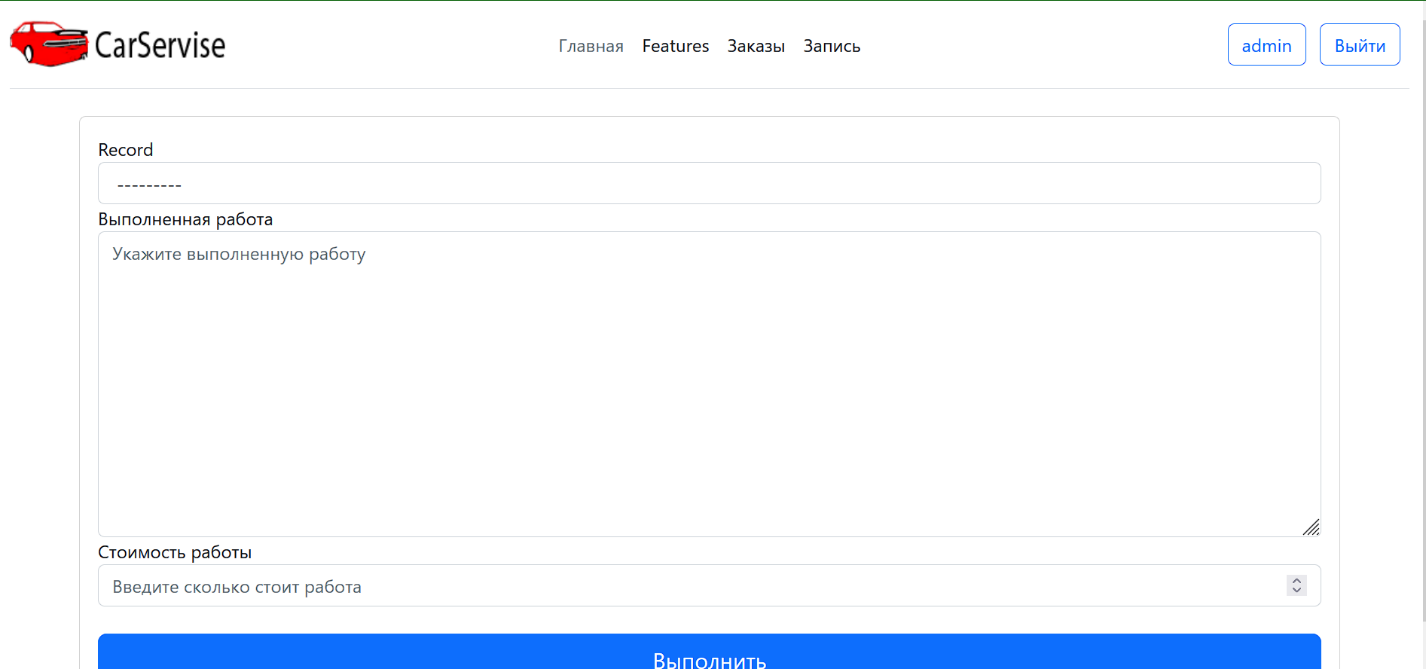 CarServise
Главная Features Заказы Запись
admin Выйти
Record
---------
Выполненная работа
Укажите выполненную работу
Стоимость работы
Введите сколько стоит работа
Выполнить